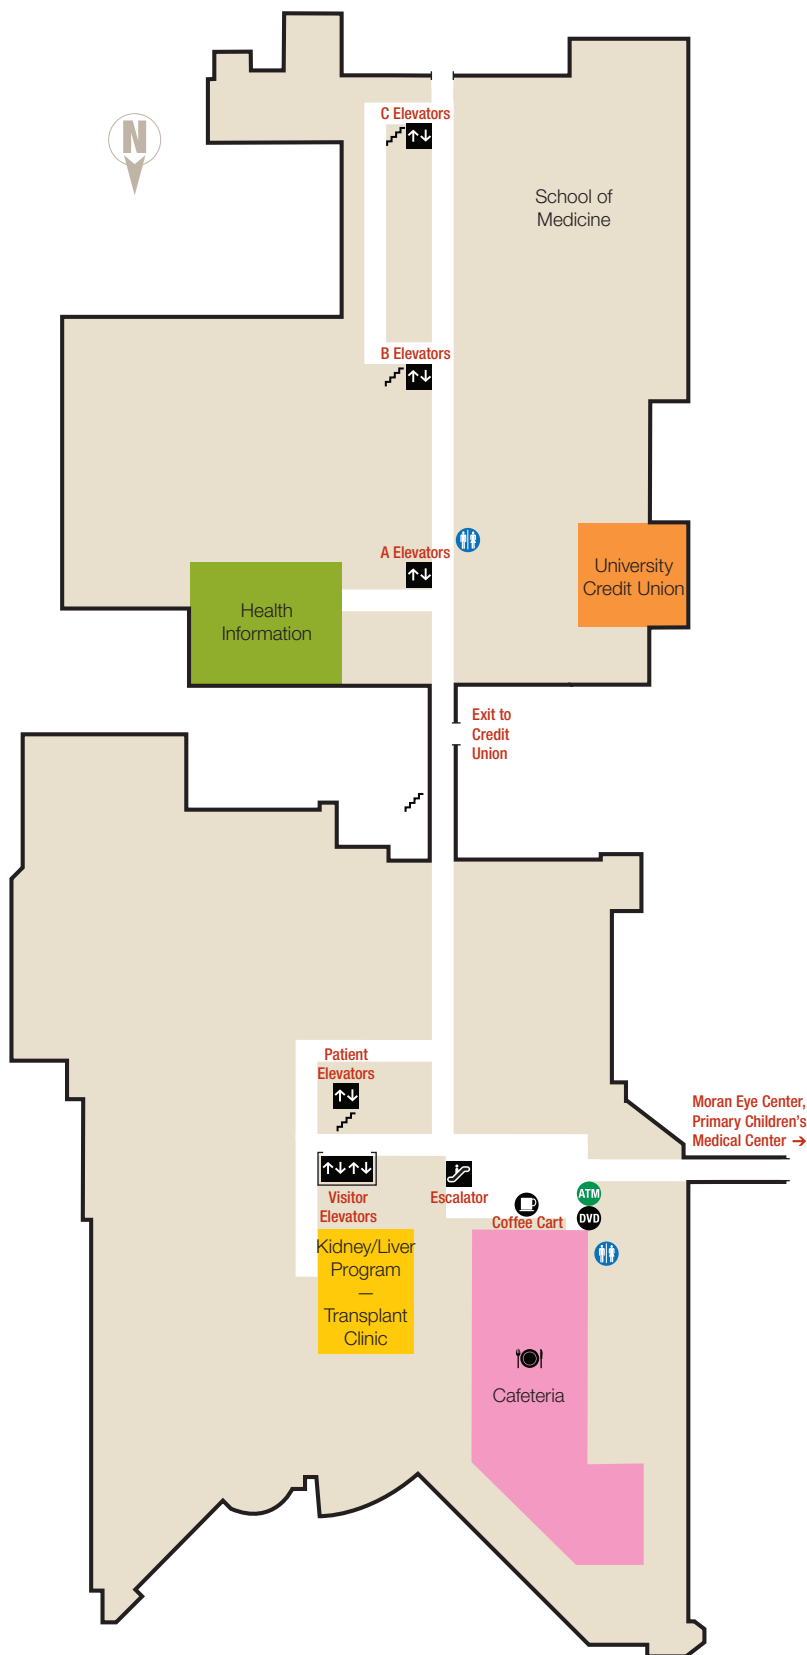 C Elevators
N
School of
Medicine
B Elevators
A Elevators
University
Credit Union
Health
Information
Exit to
Credit
Union
Patient
Elevators
Moran Eye Center,
Primary Children's
Medical Center →
Visitor
Elevators
Escalator
ATM
DVD
Coffee Cart
Kidney/Liver
Program
—
Transplant
Clinic
Cafeteria